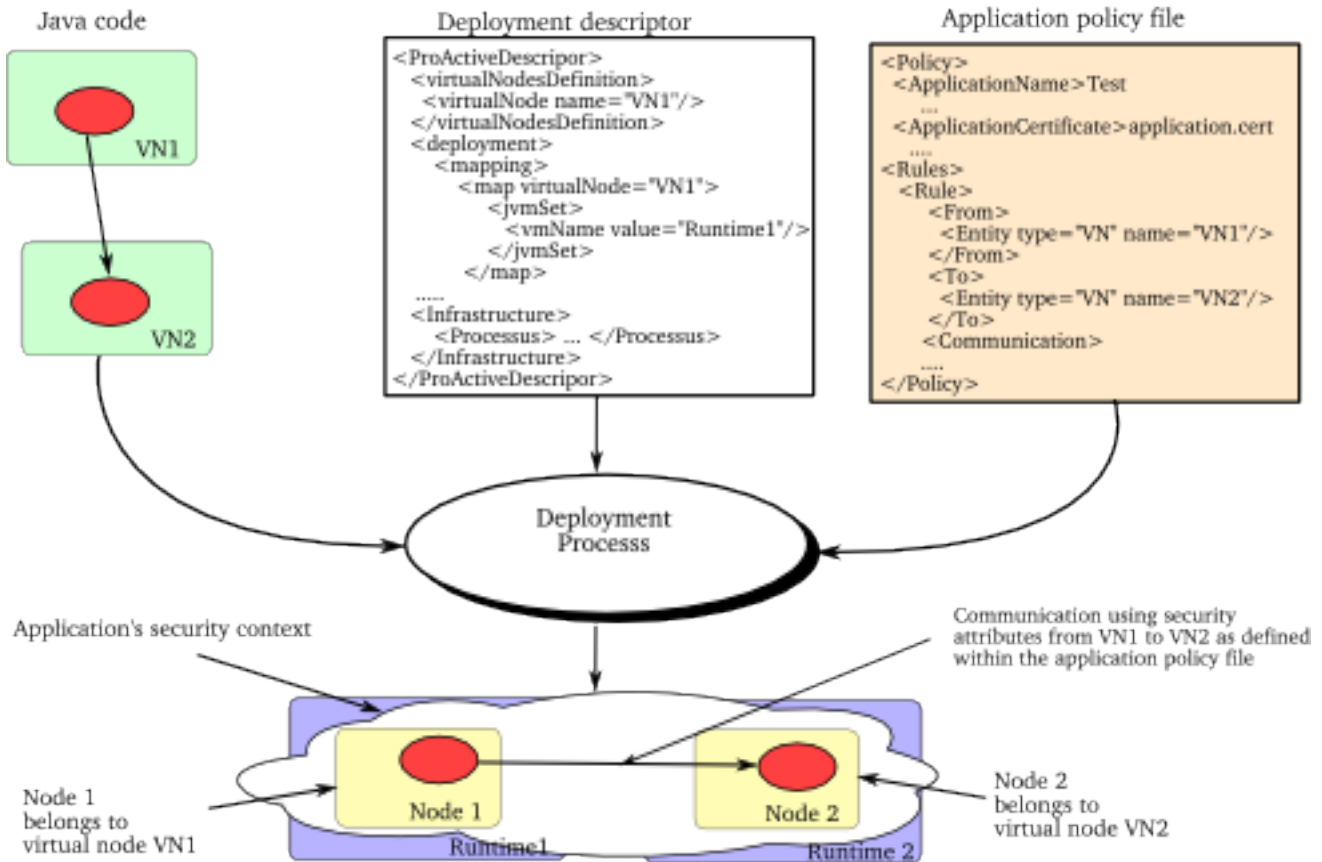 Java code
VN1
VN2
Deployment descriptor
<ProActiveDescripor>
<virtualNodesDefinition>
<virtualNode name="VN1"/>
</virtualNodesDefinition>
<deployment>
<mapping>
<map virtualNode="VN1">
<jvmSet>
<vmName value="Runtime1"/>
</jvmSet>
</map>
.....
<Infrastructure>
<Processus> ... </Processus>
</Infrastructure>
</ProActiveDescripor>
Application policy file
<Policy>
<ApplicationName>Test
...
<ApplicationCertificate>application.cert
....
<Rules>
<Rule>
<From>
<Entity type="VN" name="VN1"/>
</From>
<To>
<Entity type="VN" name="VN2"/>
</To>
<Communication>
....
</Policy>
Deployment
Processs
Application's security context
Communication using security
attributes from VN1 to VN2 as defined
within the application policy file
Node 1
belongs to
virtual node VN1
Node 1
Runtime1
Node 2
Runtime 2
Node 2
belongs to
virtual node VN2